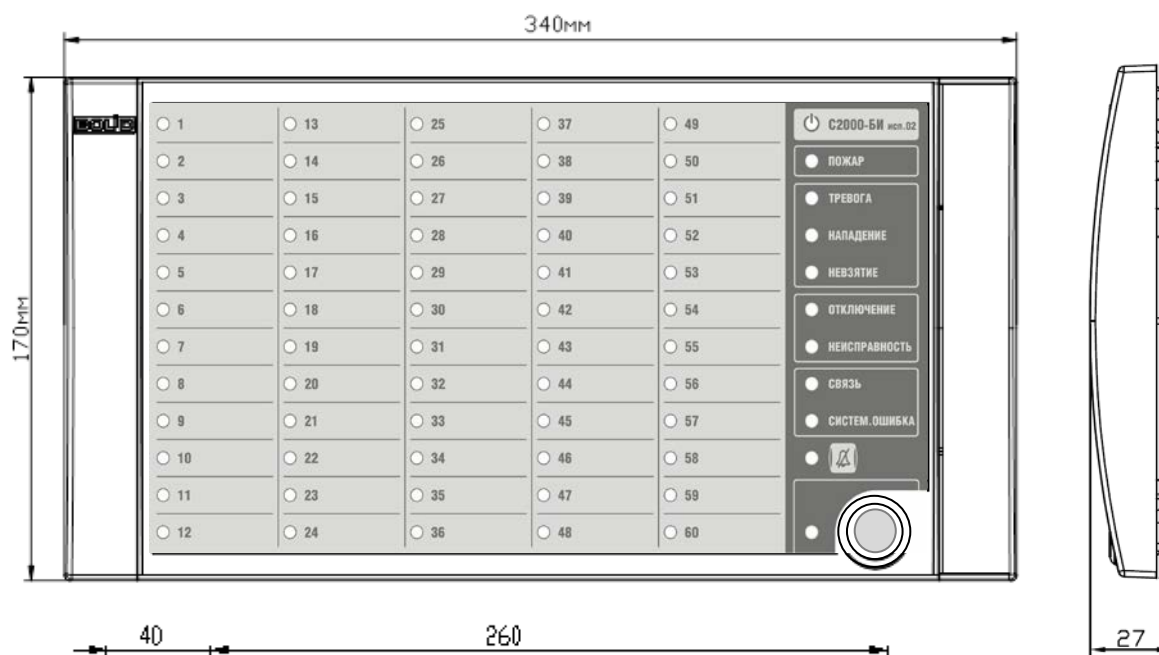 340мм
BOLID
1 13 25 37 49 С2000-БИ исп.02
2 14 26 38 50 ПОЖАР
3 15 27 39 51 ТРЕВОГА
4 16 28 40 52 НАПАДЕНИЕ
5 17 29 41 53 НЕВЗЯТИЕ
6 18 30 42 54 ОТКЛЮЧЕНИЕ
7 19 31 43 55 НЕИСПРАВНОСТЬ
8 20 32 44 56 СВЯЗЬ
9 21 33 45 57 СИСТЕМ.ОШИБКА
10 22 34 46 58
11 23 35 47 59
12 24 36 48 60
170мм
40 260 27